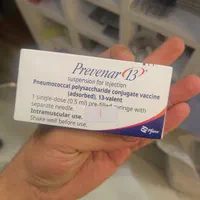 Prevenar 13
suspension for injection
Pneumococcal polysaccharide conjugate vaccine
(adsorbed), 13-valent
1 single-dose (0.5 ml) pre-filled syringe with
separate needle.
Intramuscular use.
Shake well before use.
Pfizer